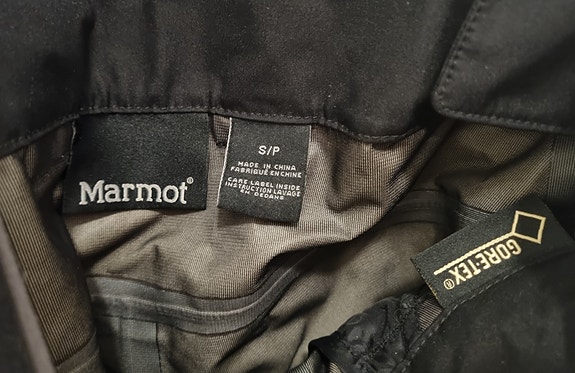 Marmot®
S/P
MADE IN CHINA
FABRIQUÉ EN CHINE
CARE LABEL INSIDE
INSTRUCTION LAVAGE
EN DEDANS
GORE-TEX®